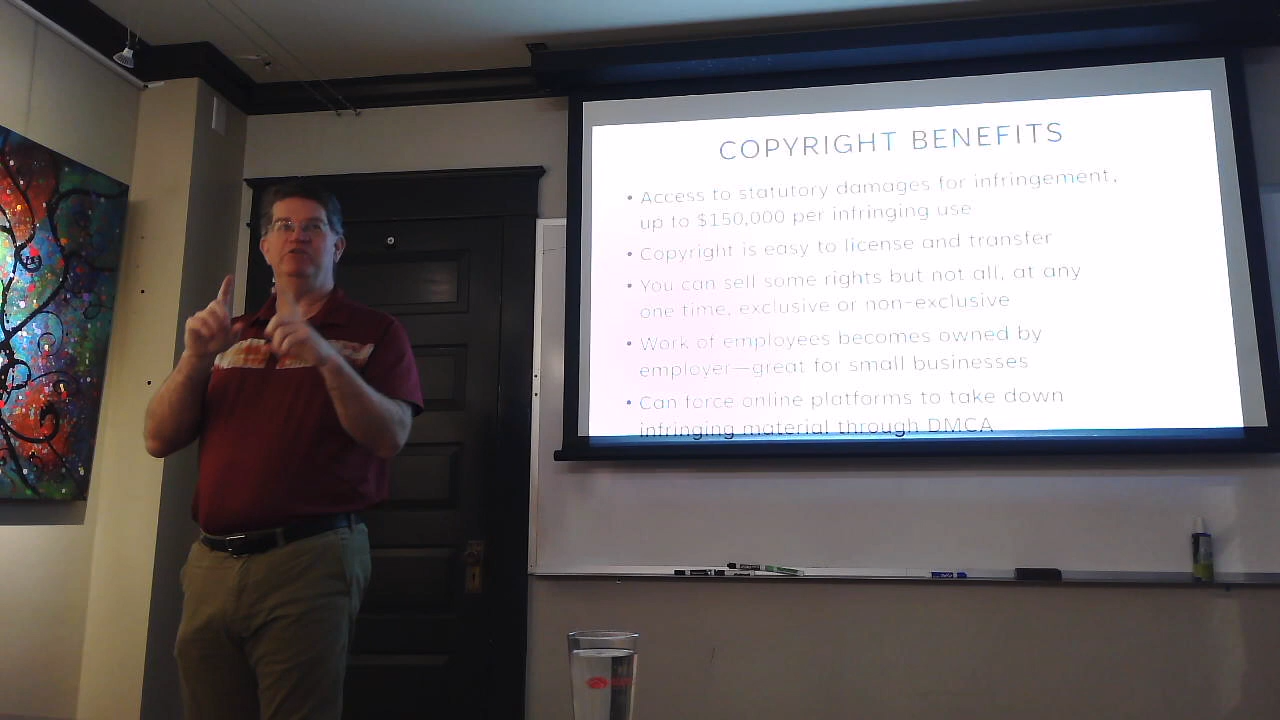 COPYRIGHT BENEFITS
• Access to statutory damages for infringement,
up to $150,000 per infringing use
• Copyright is easy to license and transfer
• You can sell some rights but not all, at any
one time, exclusive or non-exclusive
• Work of employees becomes owned by
employer—great for small businesses
• Can force online platforms to take down
infringing material through DMCA